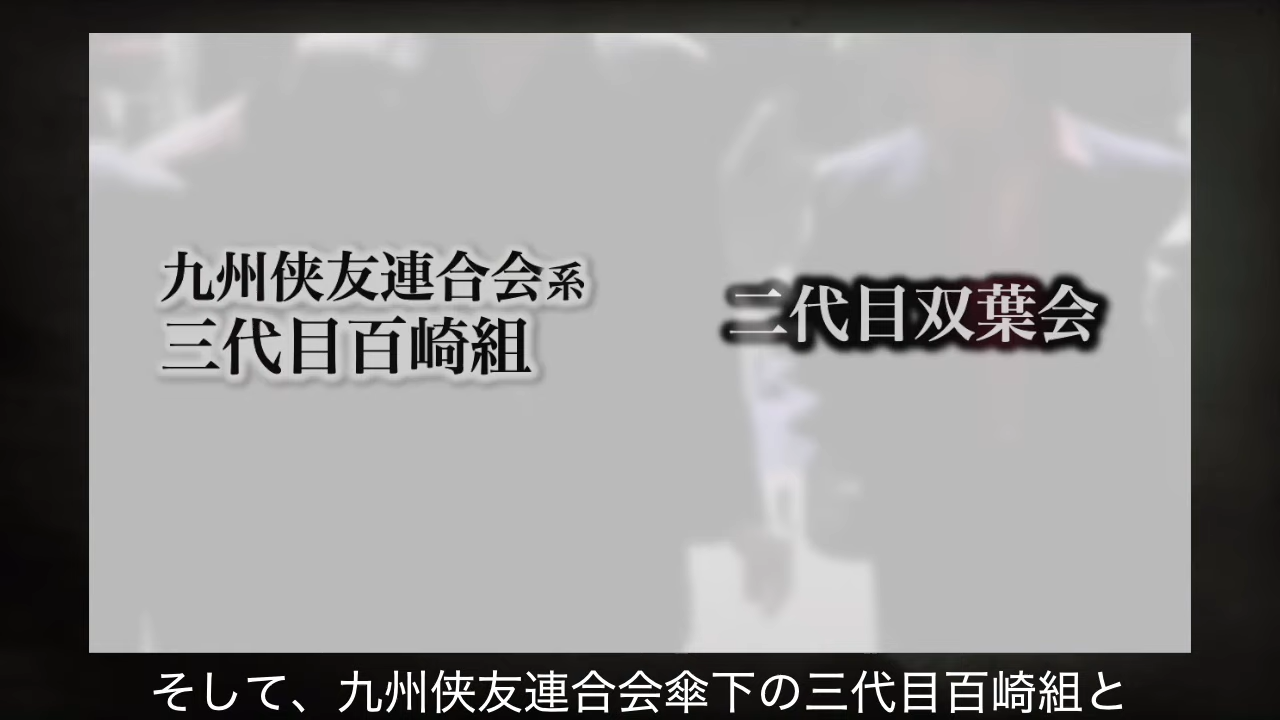 九州侠友連合会系
三代目百崎組
二代目双葉会
そして、九州侠友連合会傘下の三代目百崎組と